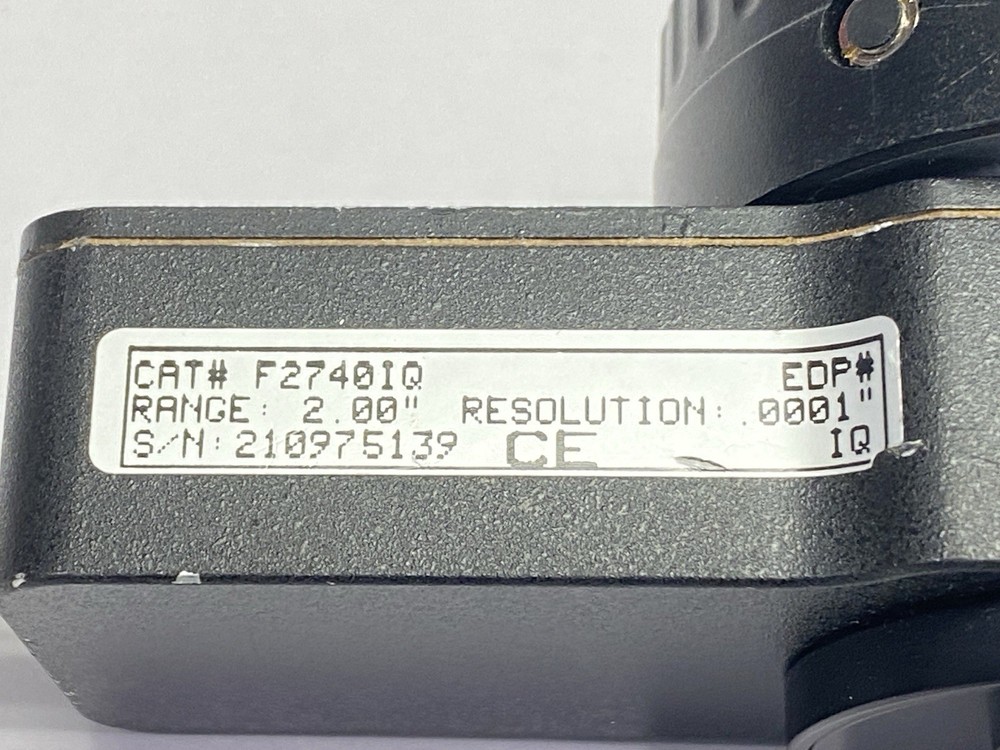 CAT# F2740IQ EDP#
RANGE: 2.00" RESOLUTION: .0001"
S/N:210975139 CE IQ